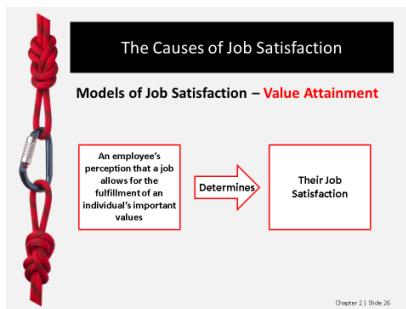 The Causes of Job Satisfaction
Models of Job Satisfaction – Value Attainment
An employee's
perception that a job
allows for the
fulfillment of an
individual's important
values
Determines
Their Job
Satisfaction
Chapter 2 | Slide 26